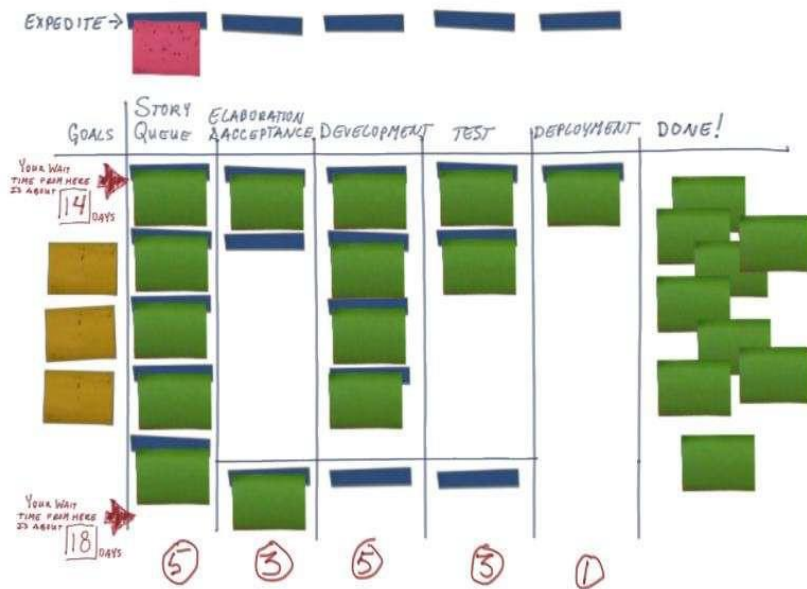 EXPEDITE→
GOALS
STORY
QUEUE
ELABORATION
& ACCEPTANCE
DEVELOPMENT
TEST
DEPLOYMENT
DONE!
YOUR WAIT
TIME FROM HERE
IS ABOUT
14 DAYS
YOUR WAIT
TIME FROM HERE
IS ABOUT
18 DAYS
5 3 5 3 1